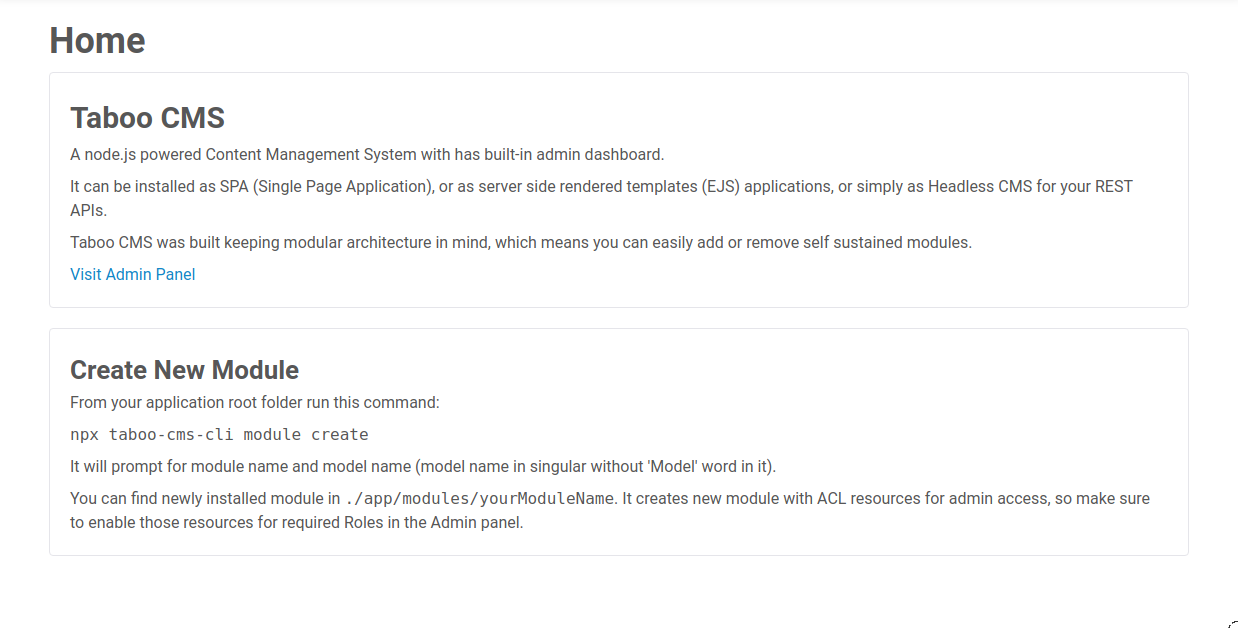 Home
Taboo CMS
A node.js powered Content Management System with has built-in admin dashboard.
It can be installed as SPA (Single Page Application), or as server side rendered templates (EJS) applications, or simply as Headless CMS for your REST
APIs.
Taboo CMS was built keeping modular architecture in mind, which means you can easily add or remove self sustained modules.
Visit Admin Panel
Create New Module
From your application root folder run this command:
npx taboo-cms-cli module create
It will prompt for module name and model name (model name in singular without 'Model' word in it).
You can find newly installed module in ./app/modules/yourModuleName. It creates new module with ACL resources for admin access, so make sure
to enable those resources for required Roles in the Admin panel.